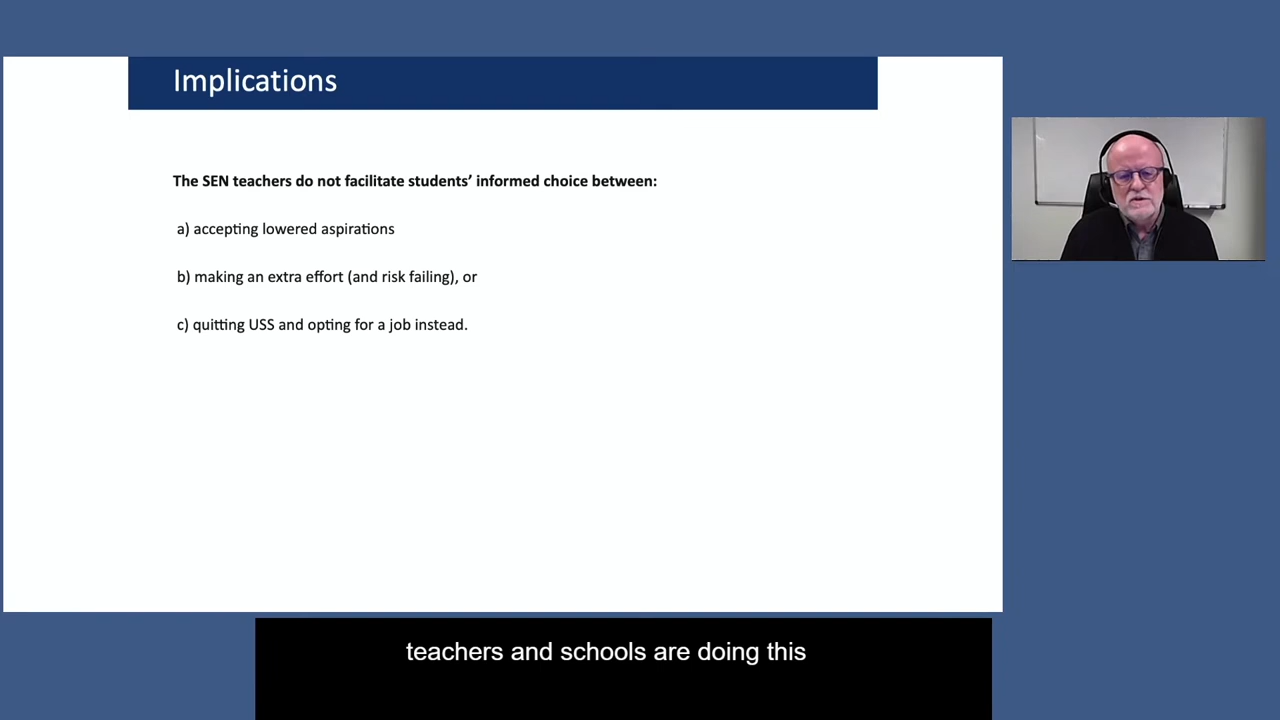 Implications
The SEN teachers do not facilitate students’ informed choice between:
a) accepting lowered aspirations
b) making an extra effort (and risk failing), or
c) quitting USS and opting for a job instead.
teachers and schools are doing this